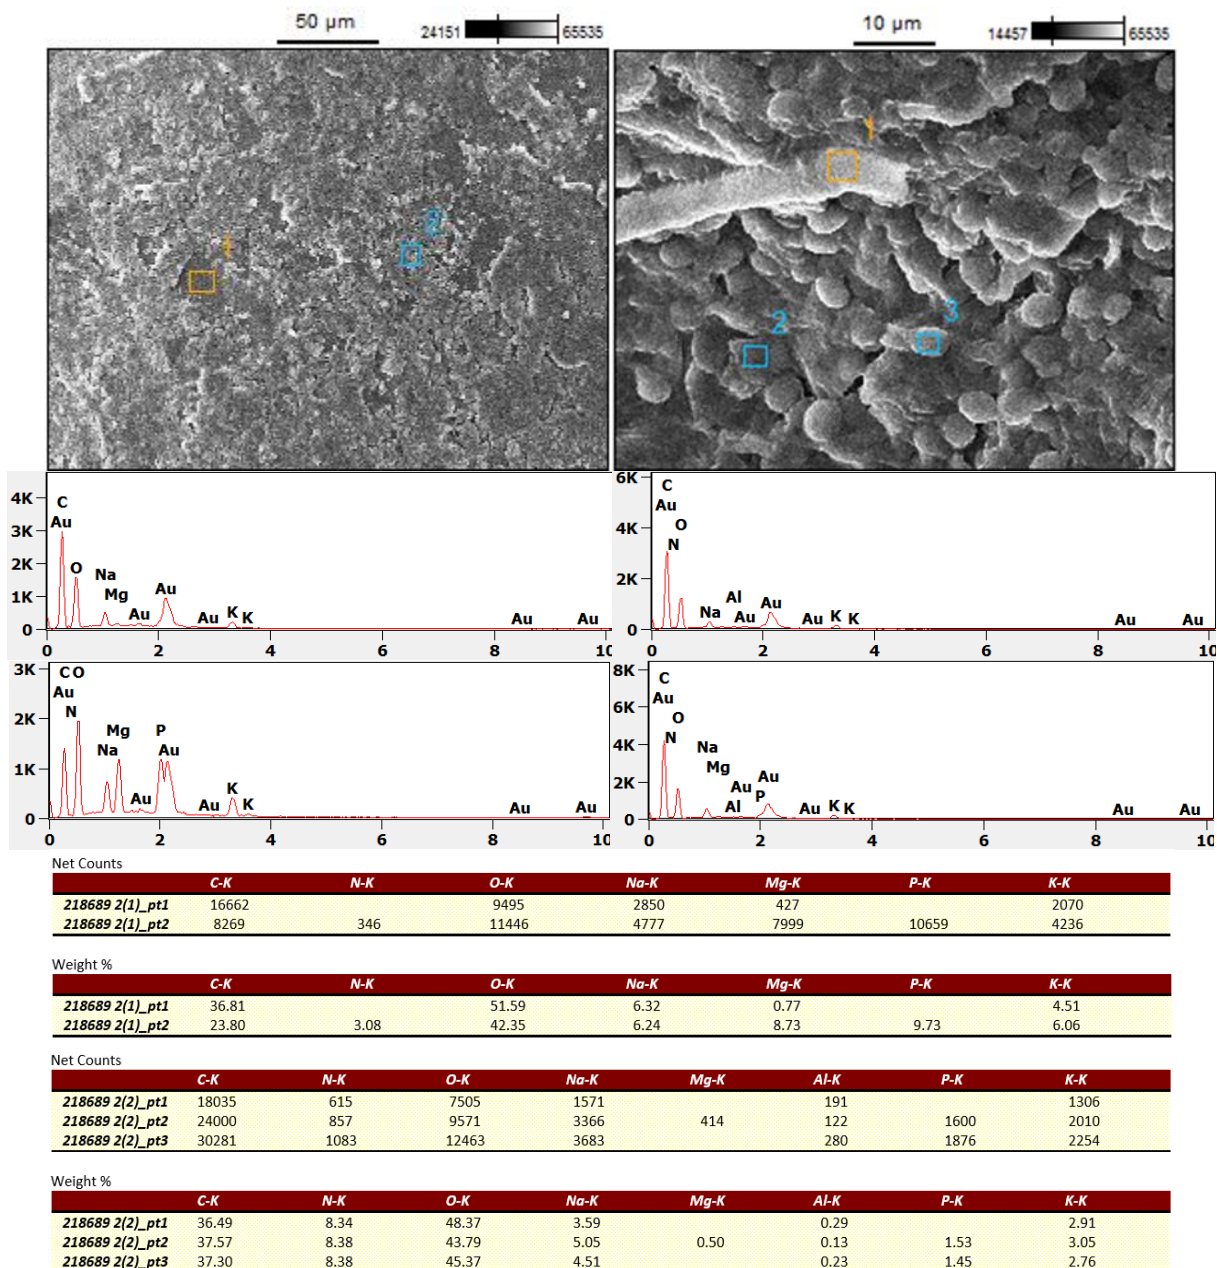 50 µm
24151 65535
10 µm
14457 65535
1
2
1
2
3
4K
3K
2K
1K
0
C
Au
O
Na
Mg
Au
Au
Au
K
K
Au
Au
0 2 4 6 8 10
6K
4K
2K
0
C
Au
O
N
Na
Al
Au
Au
Au
K
K
Au
Au
0 2 4 6 8 10
3K
2K
1K
0
C O
Au
N
Mg
Na
Au
P
Au
Au
K
K
Au
Au
0 2 4 6 8 10
8K
6K
4K
2K
0
C
Au
O
N
Na
Mg
Au
Al
Au
P
Au
K
K
Au
Au
0 2 4 6 8 10
Net Counts
C-K N-K O-K Na-K Mg-K P-K K-K
218689 2(1)_pt1 16662 9495 2850 427 2070
218689 2(1)_pt2 8269 346 11446 4777 7999 10659 4236
Weight %
C-K N-K O-K Na-K Mg-K P-K K-K
218689 2(1)_pt1 36.81 51.59 6.32 0.77 4.51
218689 2(1)_pt2 23.80 3.08 42.35 6.24 8.73 9.73 6.06
Net Counts
C-K N-K O-K Na-K Mg-K Al-K P-K K-K
218689 2(2)_pt1 18035 615 7505 1571 191 1306
218689 2(2)_pt2 24000 857 9571 3366 414 122 1600 2010
218689 2(2)_pt3 30281 1083 12463 3683 280 1876 2254
Weight %
C-K N-K O-K Na-K Mg-K Al-K P-K K-K
218689 2(2)_pt1 36.49 8.34 48.37 3.59 0.29 2.91
218689 2(2)_pt2 37.57 8.38 43.79 5.05 0.50 0.13 1.53 3.05
218689 2(2)_pt3 37.30 8.38 45.37 4.51 0.23 1.45 2.76